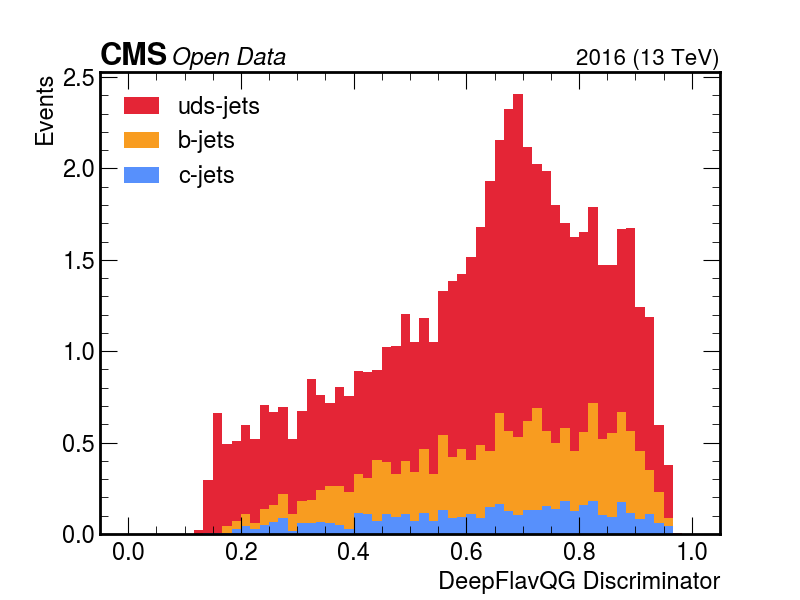 CMS Open Data 2016 (13 TeV)
Events
2.5
2.0
1.5
1.0
0.5
0.0
uds-jets
b-jets
c-jets
0.0 0.2 0.4 0.6 0.8 1.0
DeepFlavQG Discriminator